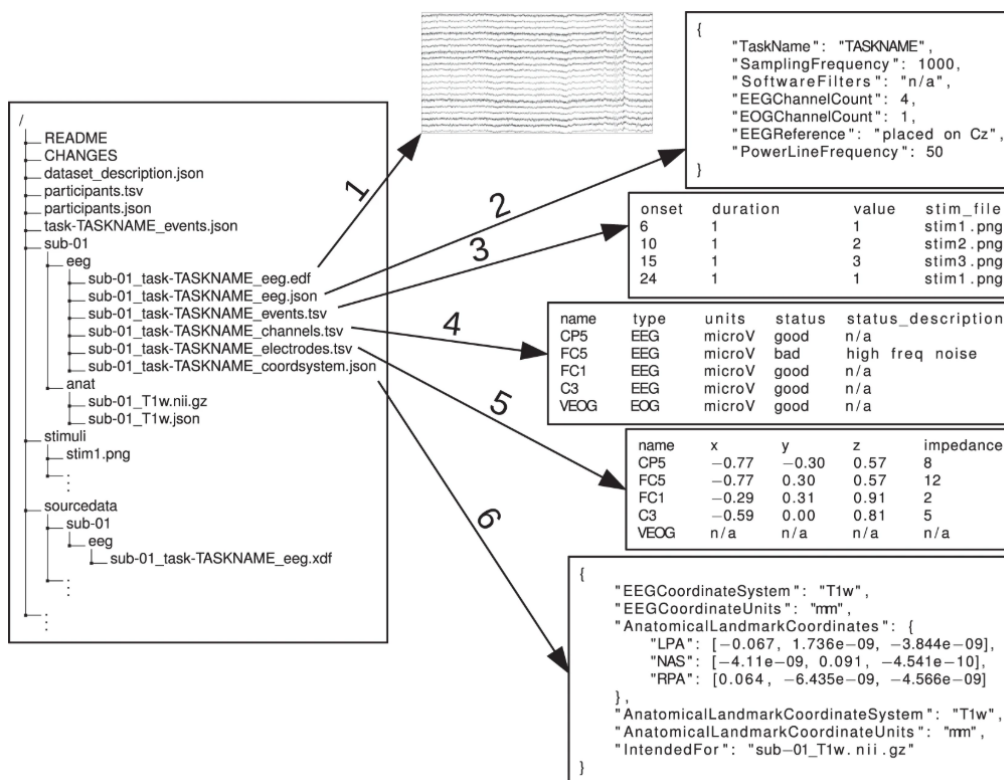 /
README
CHANGES
dataset_description.json
participants.tsv
participants.json
task-TASKNAME_events.json
sub-01
eeg
sub-01_task-TASKNAME_eeg.edf
sub-01_task-TASKNAME_eeg.json
sub-01_task-TASKNAME_events.tsv
sub-01_task-TASKNAME_channels.tsv
sub-01_task-TASKNAME_electrodes.tsv
sub-01_task-TASKNAME_coordsystem.json
anat
sub-01_T1w.nii.gz
sub-01_T1w.json
stimuli
stim1.png
:
sourcedata
sub-01
eeg
sub-01_task-TASKNAME_eeg.xdf
:
:
1
2
3
4
5
6
{
"TaskName": "TASKNAME",
"SamplingFrequency": 1000,
"SoftwareFilters": "n/a",
"EEGChannelCount": 4,
"EOGChannelCount": 1,
"EEGReference": "placed on Cz",
"PowerLineFrequency": 50
}
onset duration value stim_file
6 1 1 stim1.png
10 1 2 stim2.png
15 1 3 stim3.png
24 1 1 stim1.png
name type units status status_description
CP5 EEG microV good n/a
FC5 EEG microV bad high freq noise
FC1 EEG microV good n/a
C3 EEG microV good n/a
VEOG EOG microV good n/a
name x y z impedance
CP5 −0.77 −0.30 0.57 8
FC5 −0.77 0.30 0.57 12
FC1 −0.29 0.31 0.91 2
C3 −0.59 0.00 0.81 5
VEOG n/a n/a n/a n/a
{
"EEGCoordinateSystem": "T1w",
"EEGCoordinateUnits": "mm",
"AnatomicalLandmarkCoordinates": {
"LPA": [−0.067, 1.736e−09, −3.844e−09],
"NAS": [−4.11e−09, 0.091, −4.541e−10],
"RPA": [0.064, −6.435e−09, −4.566e−09]
},
"AnatomicalLandmarkCoordinateSystem": "T1w",
"AnatomicalLandmarkCoordinateUnits": "mm",
"IntendedFor": "sub−01_T1w.nii.gz"
}